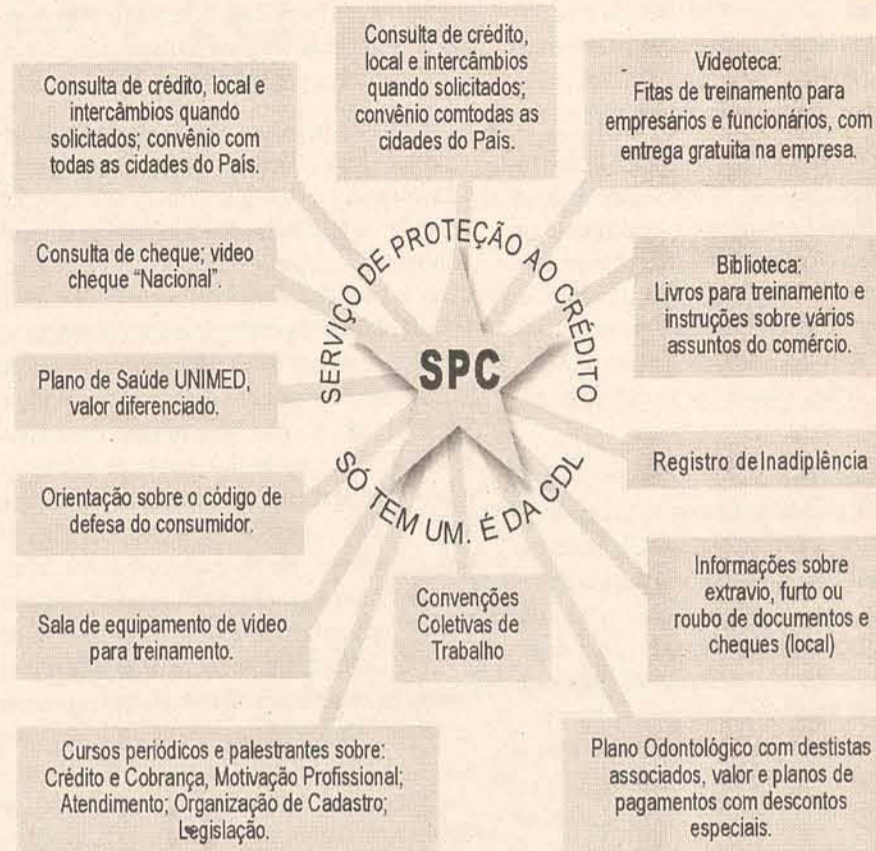 Consulta de crédito, local e
intercâmbios quando
solicitados; convênio com
todas as cidades do País.
Consulta de crédito,
local e intercâmbios
quando solicitados;
convênio comtodas as
cidades do País.
Videoteca:
Fitas de treinamento para
empresários e funcionários, com
entrega gratuita na empresa.
Consulta de cheque; video
cheque “Nacional”.
SERVIÇO DE PROTEÇÃO AO CRÉDITO
SPC
SÓ TEM UM. É DA CDL
Biblioteca:
Livros para treinamento e
instruções sobre vários
assuntos do comércio.
Plano de Saúde UNIMED,
valor diferenciado.
Registro deInadiplência
Orientação sobre o código de
defesa do consumidor.
Informações sobre
extravio, furto ou
roubo de documentos e
cheques (local)
Sala de equipamento de vídeo
para treinamento.
Convenções
Coletivas de
Trabalho
Cursos periódicos e palestrantes sobre:
Crédito e Cobrança, Motivação Profissional;
Atendimento; Organização de Cadastro;
Legislação.
Plano Odontológico com destistas
associados, valor e planos de
pagamentos com descontos
especiais.